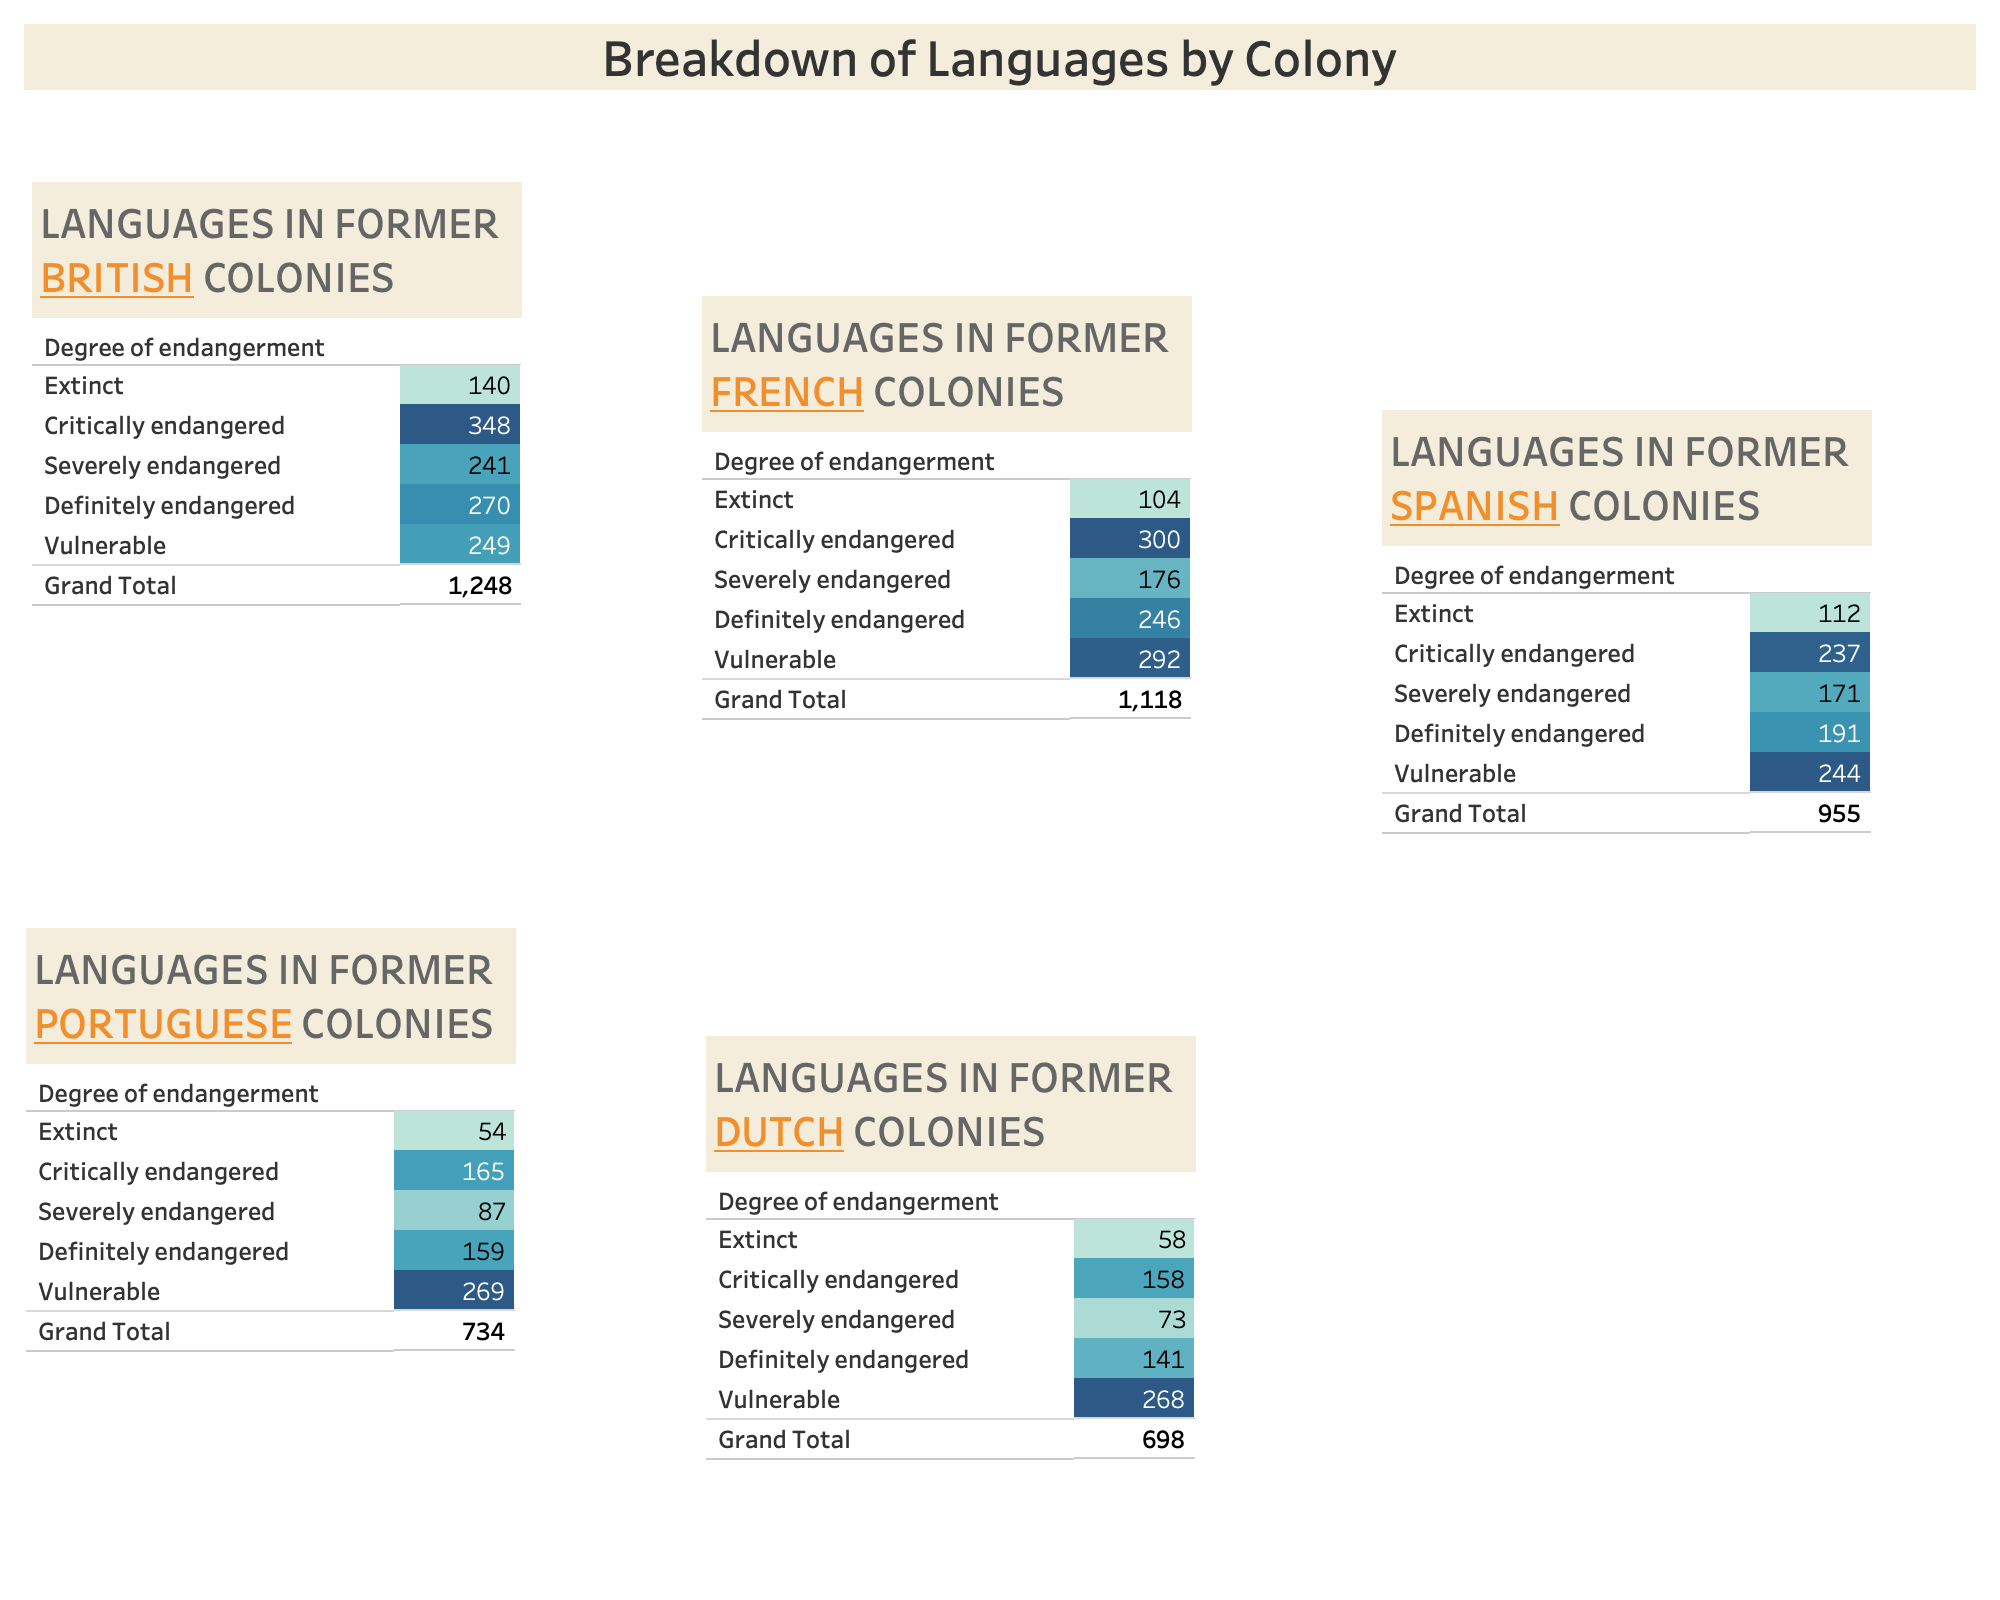 Breakdown of Languages by Colony
LANGUAGES IN FORMER
BRITISH COLONIES
Degree of endangerment
Extinct 140
Critically endangered 348
Severely endangered 241
Definitely endangered 270
Vulnerable 249
Grand Total 1,248
LANGUAGES IN FORMER
FRENCH COLONIES
Degree of endangerment
Extinct 104
Critically endangered 300
Severely endangered 176
Definitely endangered 246
Vulnerable 292
Grand Total 1,118
LANGUAGES IN FORMER
SPANISH COLONIES
Degree of endangerment
Extinct 112
Critically endangered 237
Severely endangered 171
Definitely endangered 191
Vulnerable 244
Grand Total 955
LANGUAGES IN FORMER
PORTUGUESE COLONIES
Degree of endangerment
Extinct 54
Critically endangered 165
Severely endangered 87
Definitely endangered 159
Vulnerable 269
Grand Total 734
LANGUAGES IN FORMER
DUTCH COLONIES
Degree of endangerment
Extinct 58
Critically endangered 158
Severely endangered 73
Definitely endangered 141
Vulnerable 268
Grand Total 698